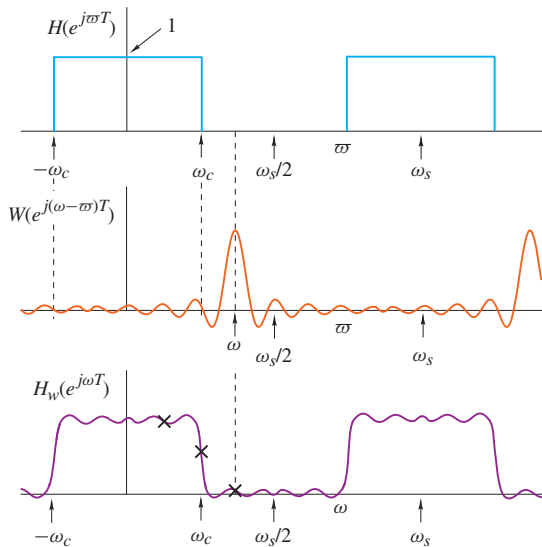 H(e^{jϖT})
1
−ω_c
ω_c
ω_s/2
ϖ
ω_s
W(e^{j(ω−ϖ)T})
ω
ω_s/2
ϖ
ω_s
H_w(e^{jωT})
−ω_c
ω_c
ω_s/2
ω
ω_s